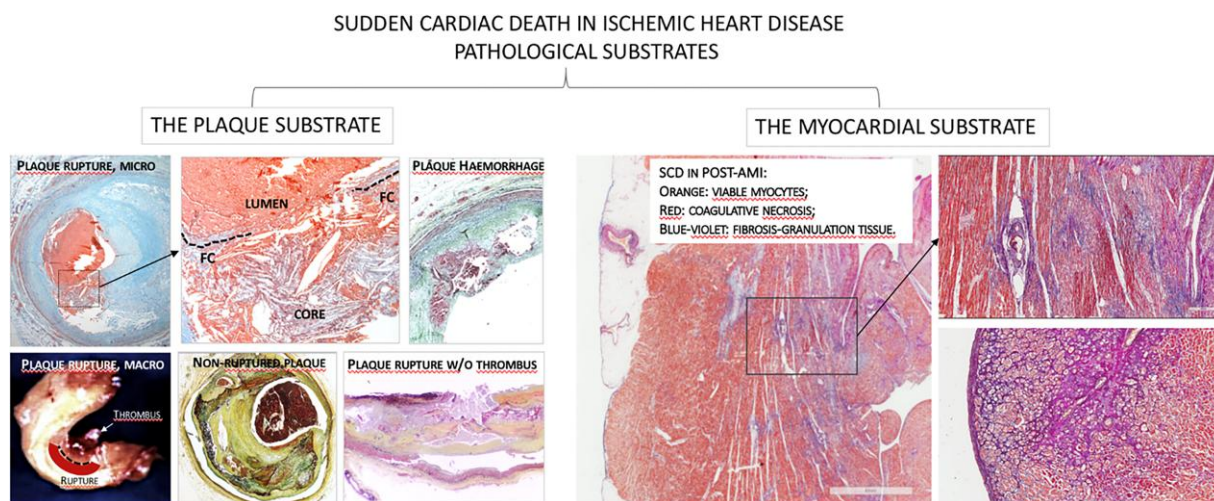 SUDDEN CARDIAC DEATH IN ISCHEMIC HEART DISEASE
PATHOLOGICAL SUBSTRATES
THE PLAQUE SUBSTRATE
THE MYOCARDIAL SUBSTRATE
PLAQUE RUPTURE, MICRO
LUMEN
FC
FC
CORE
PLÁQUE HAEMORRHAGE
PLAQUE RUPTURE, MACRO
THROMBUS
RUPTURE
NON-RUPTURED PLAQUE
PLAQUE RUPTURE W/O THROMBUS
SCD IN POST-AMI:
ORANGE: VIABLE MYOCYTES;
RED: COAGULATIVE NECROSIS;
BLUE-VIOLET: FIBROSIS-GRANULATION TISSUE.